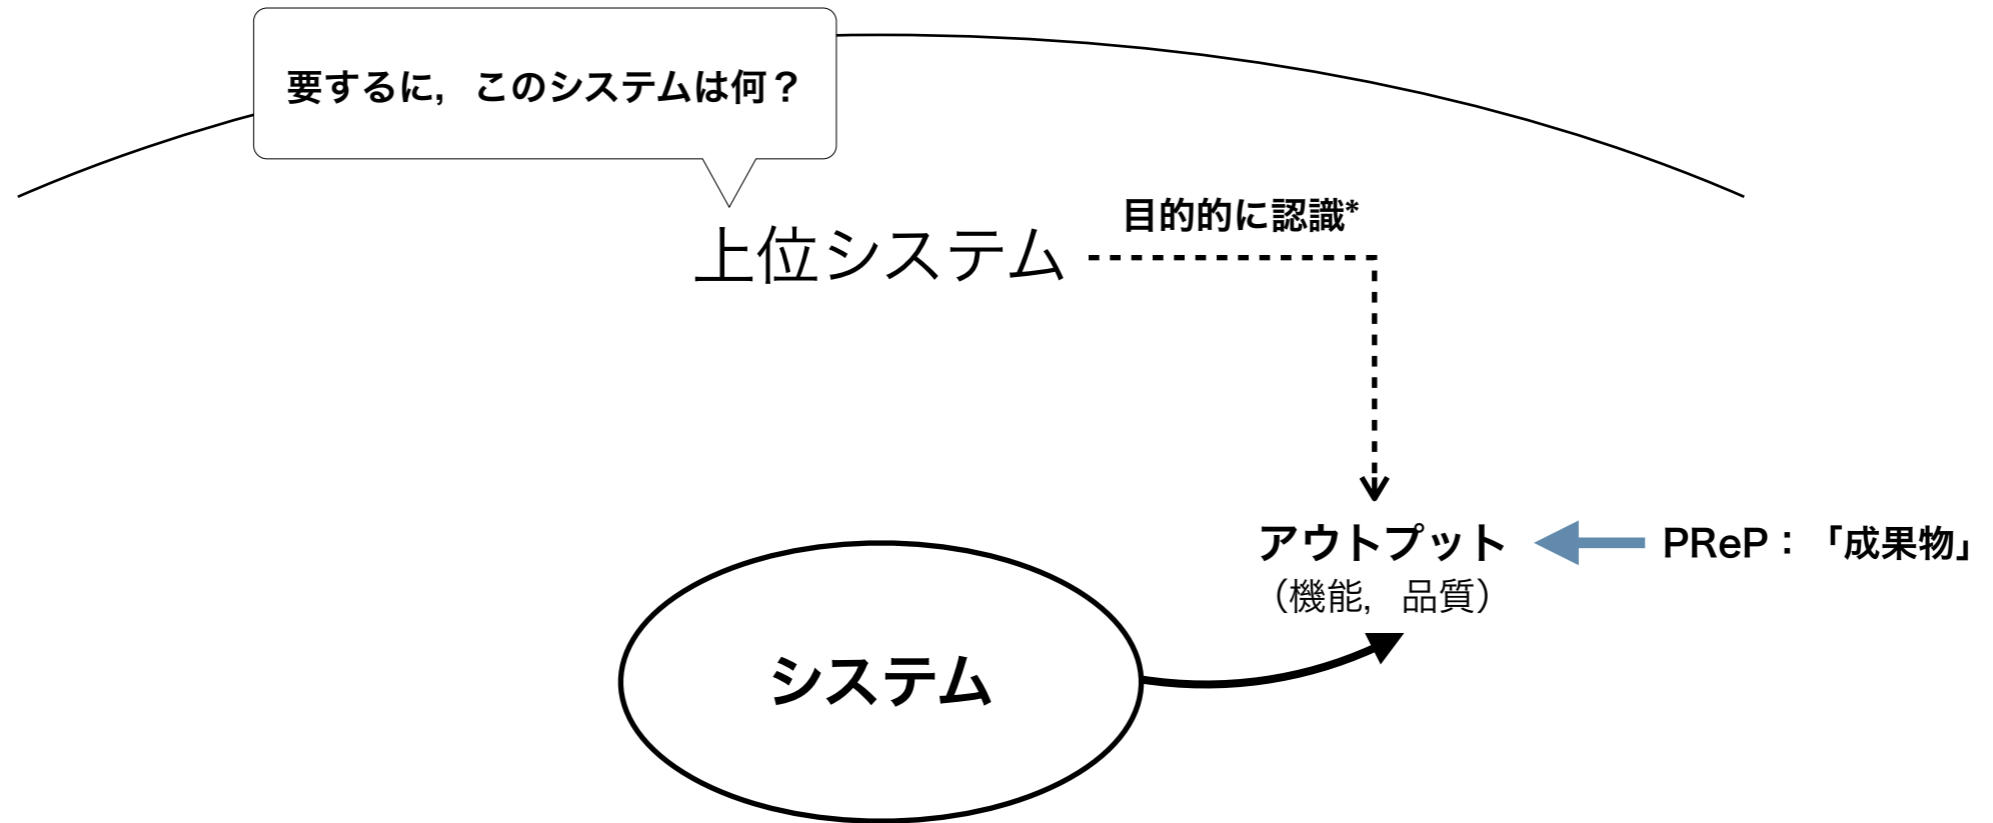 要するに，このシステムは何？
目的的に認識*
上位システム
アウトプット
（機能，品質）
PReP：「成果物」
システム